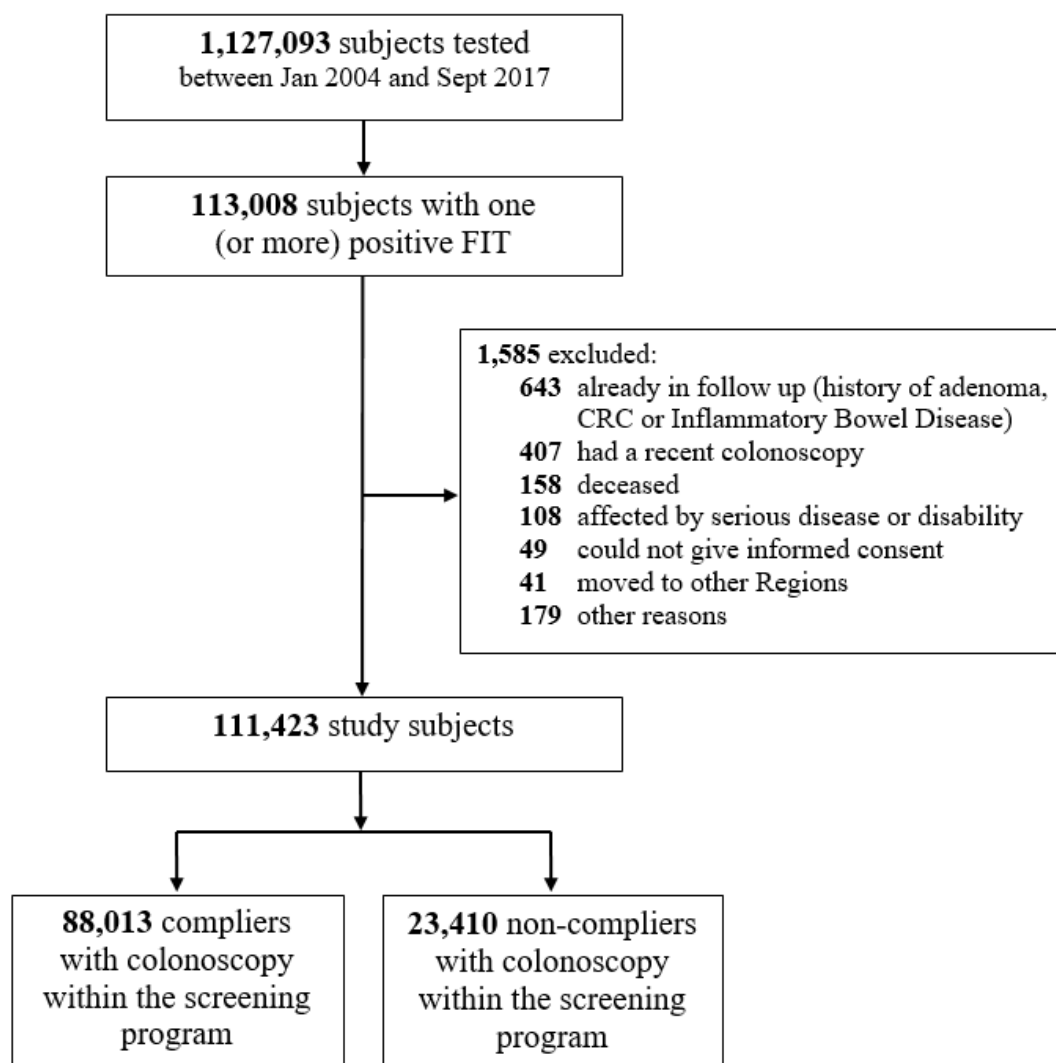 1,127,093 subjects tested
between Jan 2004 and Sept 2017
113,008 subjects with one
(or more) positive FIT
1,585 excluded:
643 already in follow up (history of adenoma,
CRC or Inflammatory Bowel Disease)
407 had a recent colonoscopy
158 deceased
108 affected by serious disease or disability
49 could not give informed consent
41 moved to other Regions
179 other reasons
111,423 study subjects
88,013 compliers
with colonoscopy
within the screening
program
23,410 non-compliers
with colonoscopy
within the screening
program